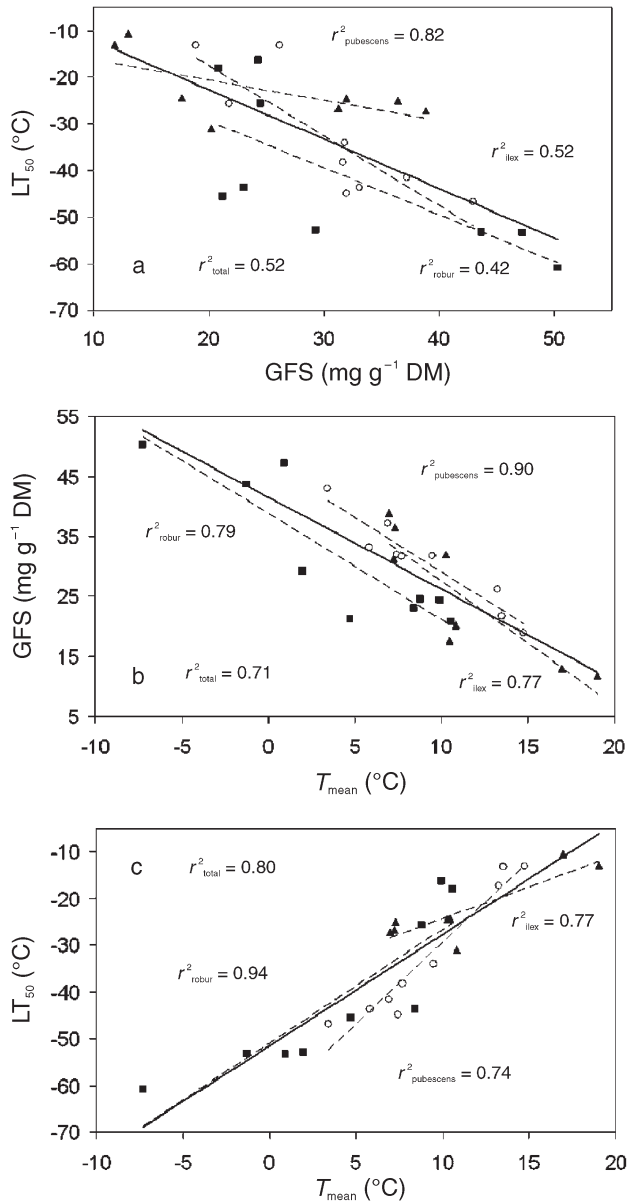 -10
-20
-30
-40
-50
-60
-70
LT50 (°C)
r²pubescens = 0.82
r²ilex = 0.52
a
r²total = 0.52
r²robur = 0.42
10 20 30 40 50
GFS (mg g⁻¹ DM)
55
45
35
25
15
5
GFS (mg g⁻¹ DM)
r²pubescens = 0.90
r²robur = 0.79
b
r²total = 0.71
r²ilex = 0.77
-10 -5 0 5 10 15 20
Tmean (°C)
-10
-20
-30
-40
-50
-60
-70
LT50 (°C)
c
r²total = 0.80
r²ilex = 0.77
r²robur = 0.94
r²pubescens = 0.74
-10 -5 0 5 10 15 20
Tmean (°C)